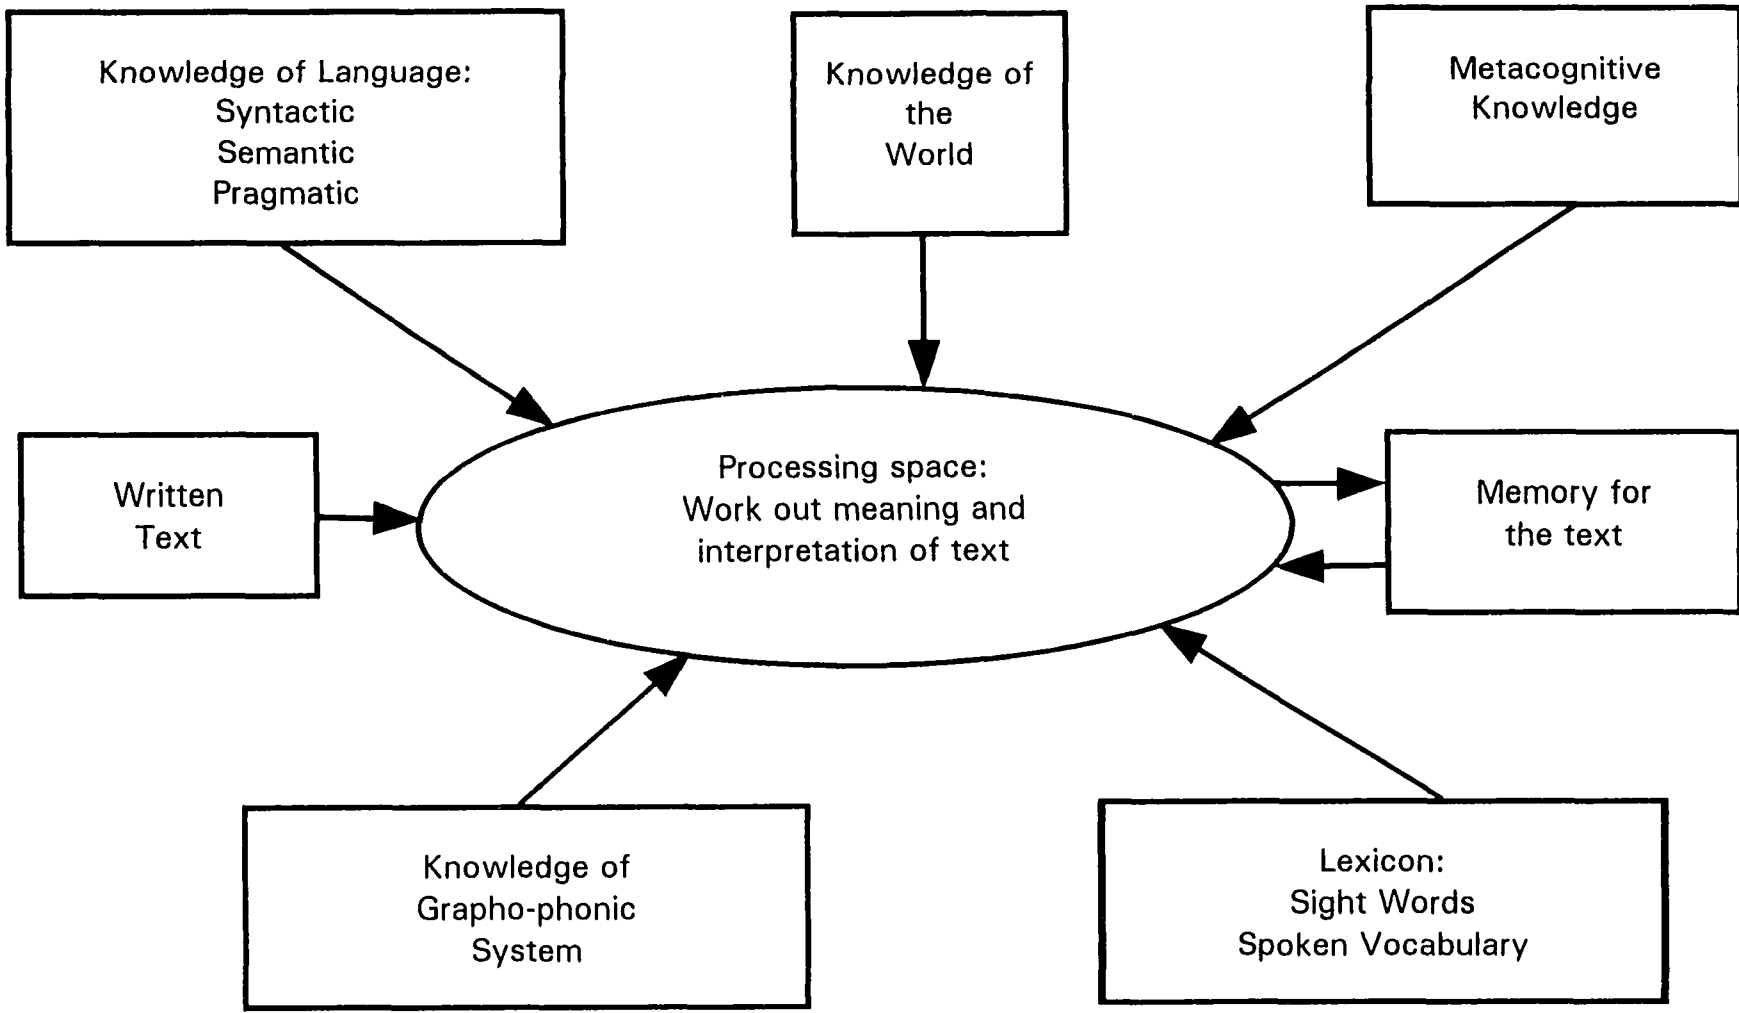 Knowledge of Language:
Syntactic
Semantic
Pragmatic
Knowledge of
the
World
Metacognitive
Knowledge
Written
Text
Processing space:
Work out meaning and
interpretation of text
Memory for
the text
Knowledge of
Grapho-phonic
System
Lexicon:
Sight Words
Spoken Vocabulary